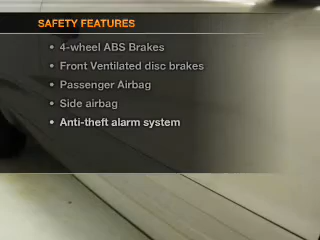 SAFETY FEATURES
• 4-wheel ABS Brakes
• Front Ventilated disc brakes
• Passenger Airbag
• Side airbag
• Anti-theft alarm system